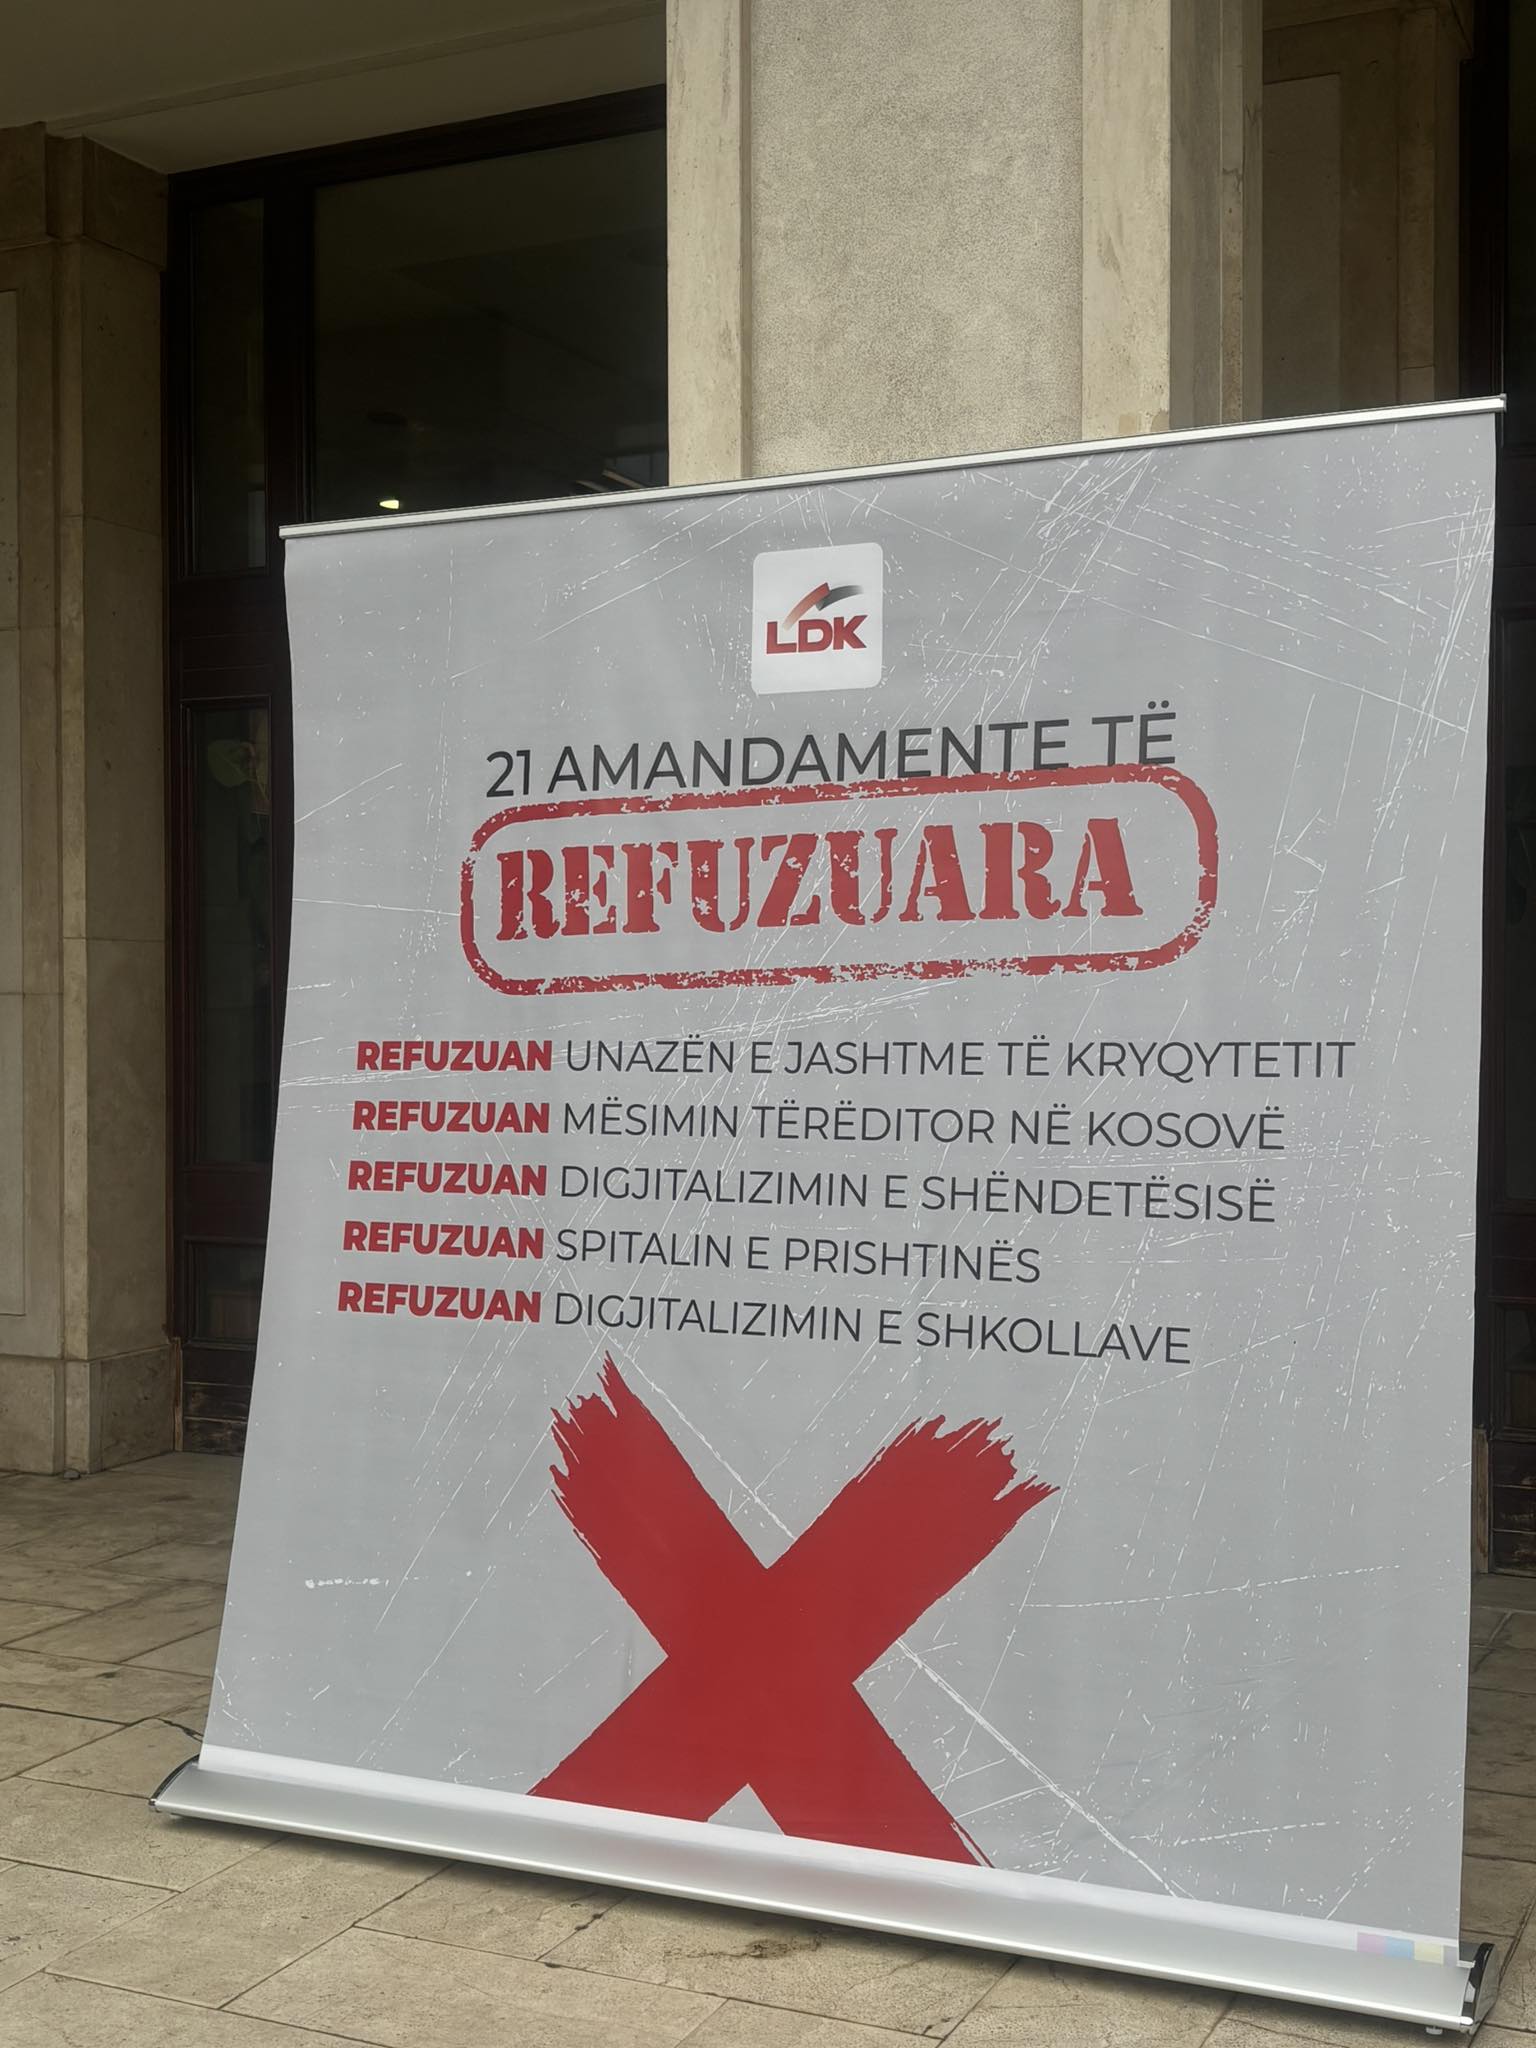 LDK
21 AMANDAMENTE TË
REFUZUARA
REFUZUAN UNAZËN E JASHTME TË KRYQYTETIT
REFUZUAN MËSIMIN TËRËDITOR NË KOSOVË
REFUZUAN DIGJITALIZIMIN E SHËNDETËSISË
REFUZUAN SPITALIN E PRISHTINËS
REFUZUAN DIGJITALIZIMIN E SHKOLLAVE